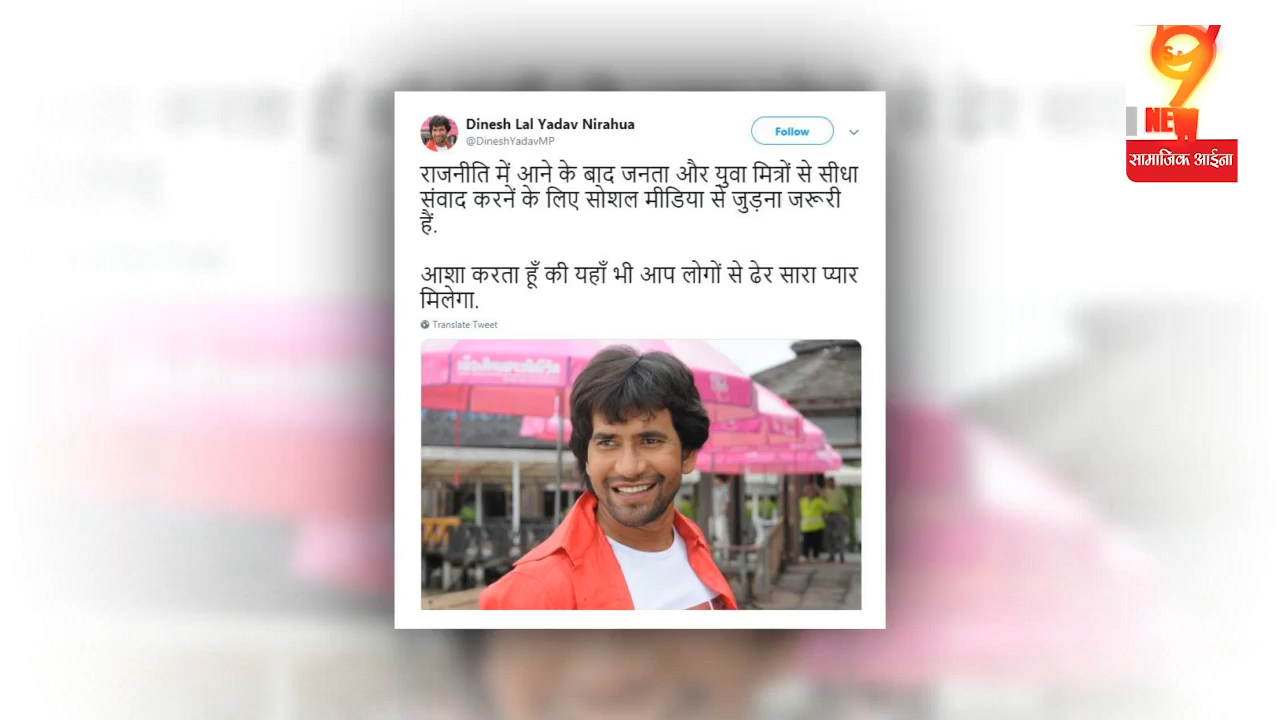 Dinesh Lal Yadav Nirahua
@DineshYadavMP
Follow
राजनीति में आने के बाद जनता और युवा मित्रों से सीधा
संवाद करनें के लिए सोशल मीडिया से जुड़ना जरूरी
हैं.
आशा करता हूँ की यहाँ भी आप लोगों से ढेर सारा प्यार
मिलेगा.
Translate Tweet
9
सामाजिक आईना